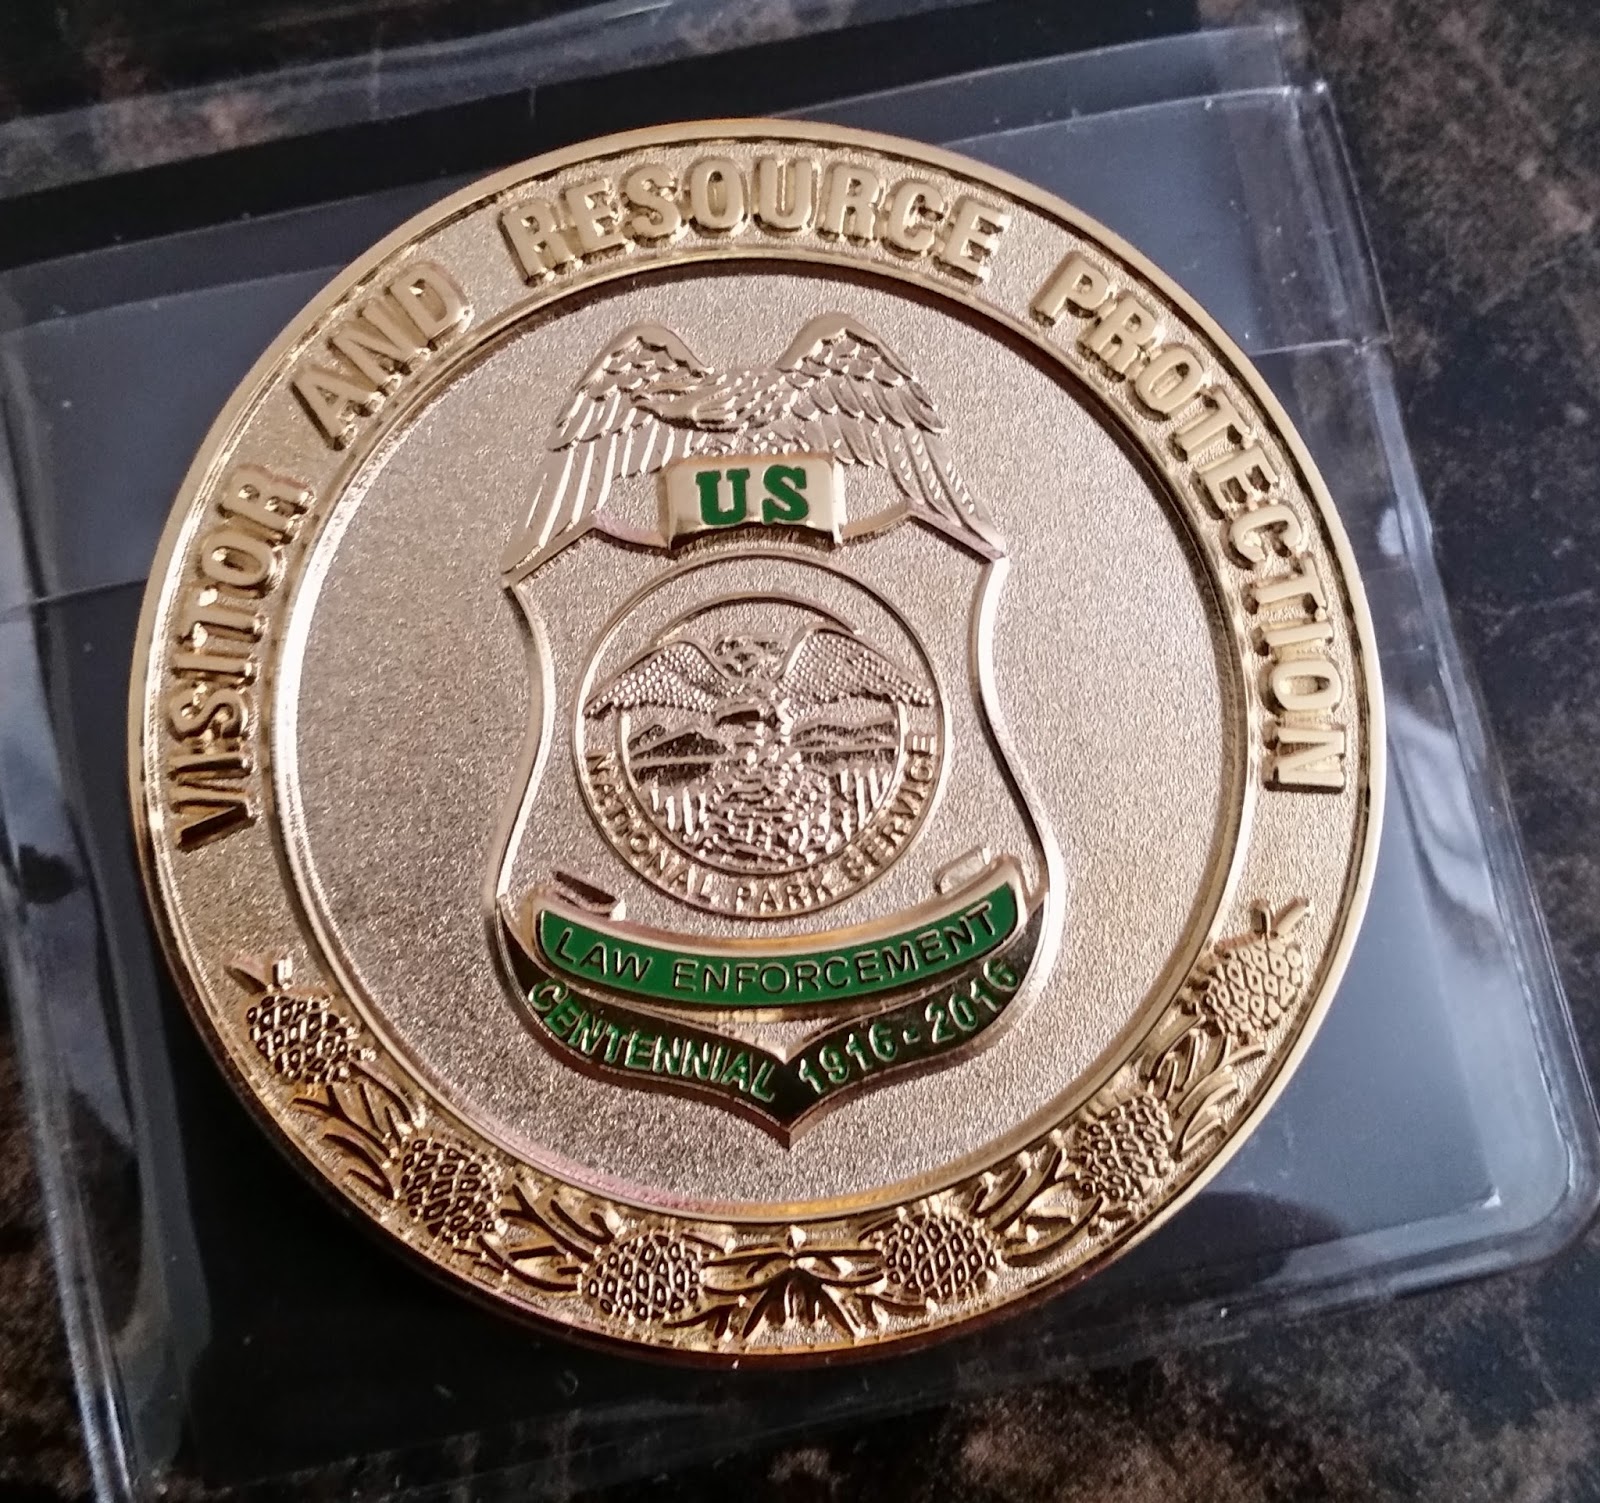 VISITOR AND RESOURCE PROTECTION
US
NATIONAL PARK SERVICE
LAW ENFORCEMENT
CENTENNIAL 1916-2016